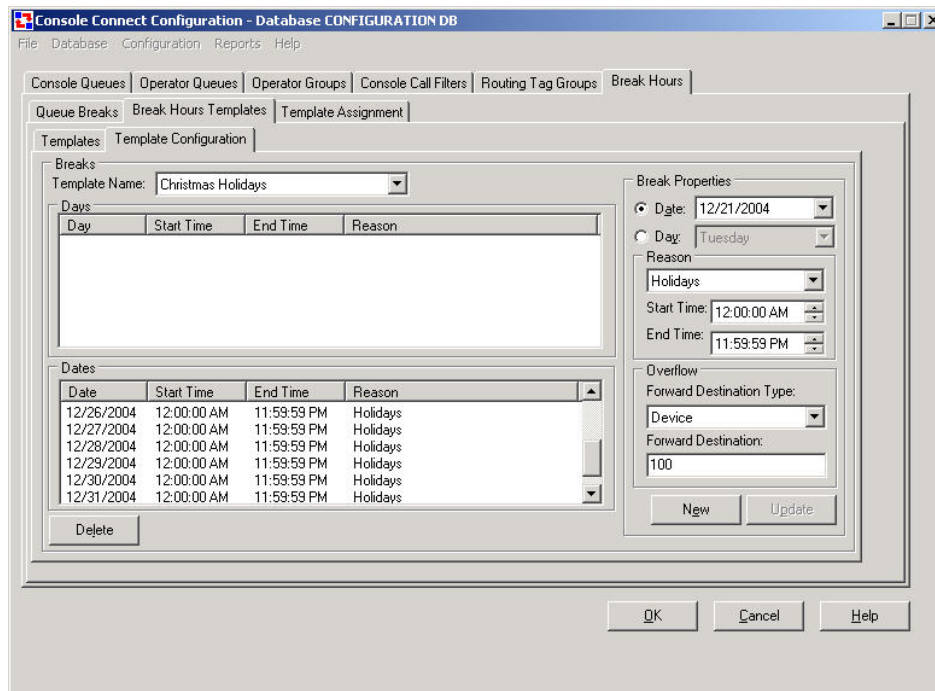 Console Connect Configuration - Database CONFIGURATION DB
File Database Configuration Reports Help
Console Queues Operator Queues Operator Groups Console Call Filters Routing Tag Groups Break Hours
Queue Breaks Break Hours Templates Template Assignment
Templates Template Configuration
Breaks
Template Name: Christmas Holidays
Days
Day Start Time End Time Reason
Dates
Date Start Time End Time Reason
12/26/2004 12:00:00 AM 11:59:59 PM Holidays
12/27/2004 12:00:00 AM 11:59:59 PM Holidays
12/28/2004 12:00:00 AM 11:59:59 PM Holidays
12/29/2004 12:00:00 AM 11:59:59 PM Holidays
12/30/2004 12:00:00 AM 11:59:59 PM Holidays
12/31/2004 12:00:00 AM 11:59:59 PM Holidays
Delete
Break Properties
Date: 12/21/2004
Day: Tuesday
Reason
Holidays
Start Time: 12:00:00 AM
End Time: 11:59:59 PM
Overflow
Forward Destination Type:
Device
Forward Destination:
100
New Update
OK Cancel Help